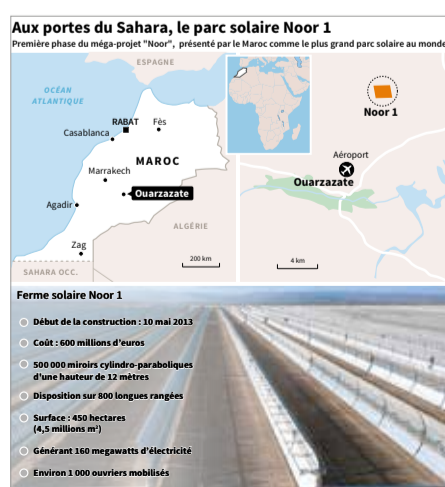 Aux portes du Sahara, le parc solaire Noor 1
Première phase du méga-projet "Noor", présenté par le Maroc comme le plus grand parc solaire au monde
ESPAGNE
OCÉAN
ATLANTIQUE
RABAT
Fès
Casablanca
MAROC
Marrakech
Ouarzazate
Agadir
ALGÉRIE
Zag
200 km
SAHARA OCC.
Noor 1
Aéroport
Ouarzazate
4 km
Ferme solaire Noor 1
Début de la construction : 10 mai 2013
Coût : 600 millions d'euros
500 000 miroirs cylindro-paraboliques
d'une hauteur de 12 mètres
Disposition sur 800 longues rangées
Surface : 450 hectares
(4,5 millions m²)
Générant 160 megawatts d'électricité
Environ 1 000 ouvriers mobilisés